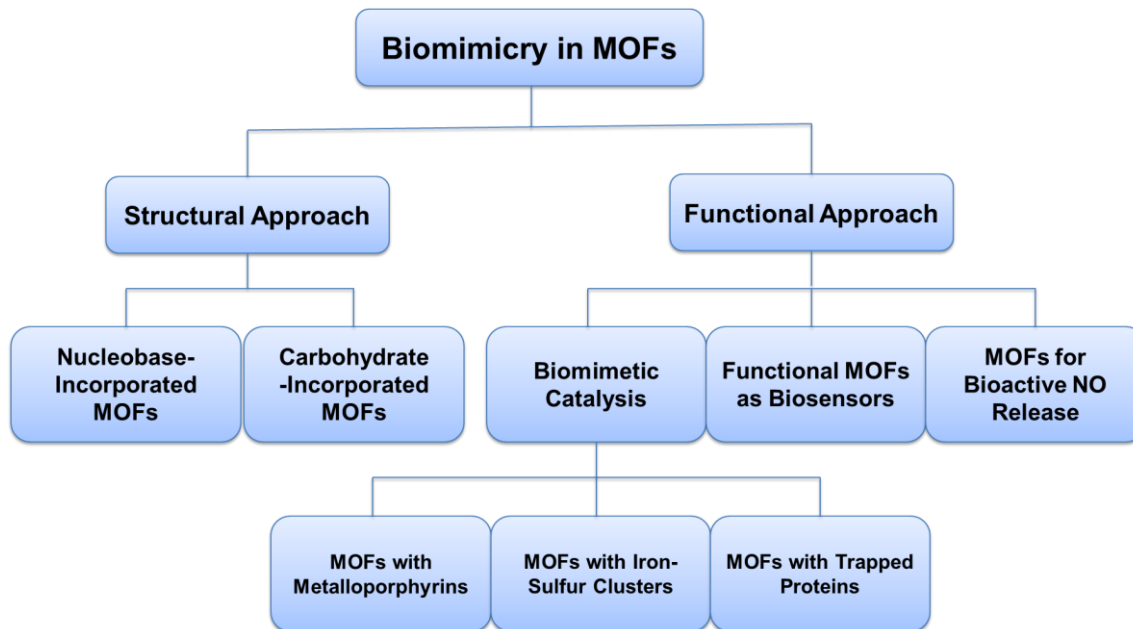 Biomimicry in MOFs
Structural Approach
Functional Approach
Nucleobase-
Incorporated
MOFs
Carbohydrate
-Incorporated
MOFs
Biomimetic
Catalysis
Functional MOFs
as Biosensors
MOFs for
Bioactive NO
Release
MOFs with
Metalloporphyrins
MOFs with Iron-
Sulfur Clusters
MOFs with Trapped
Proteins